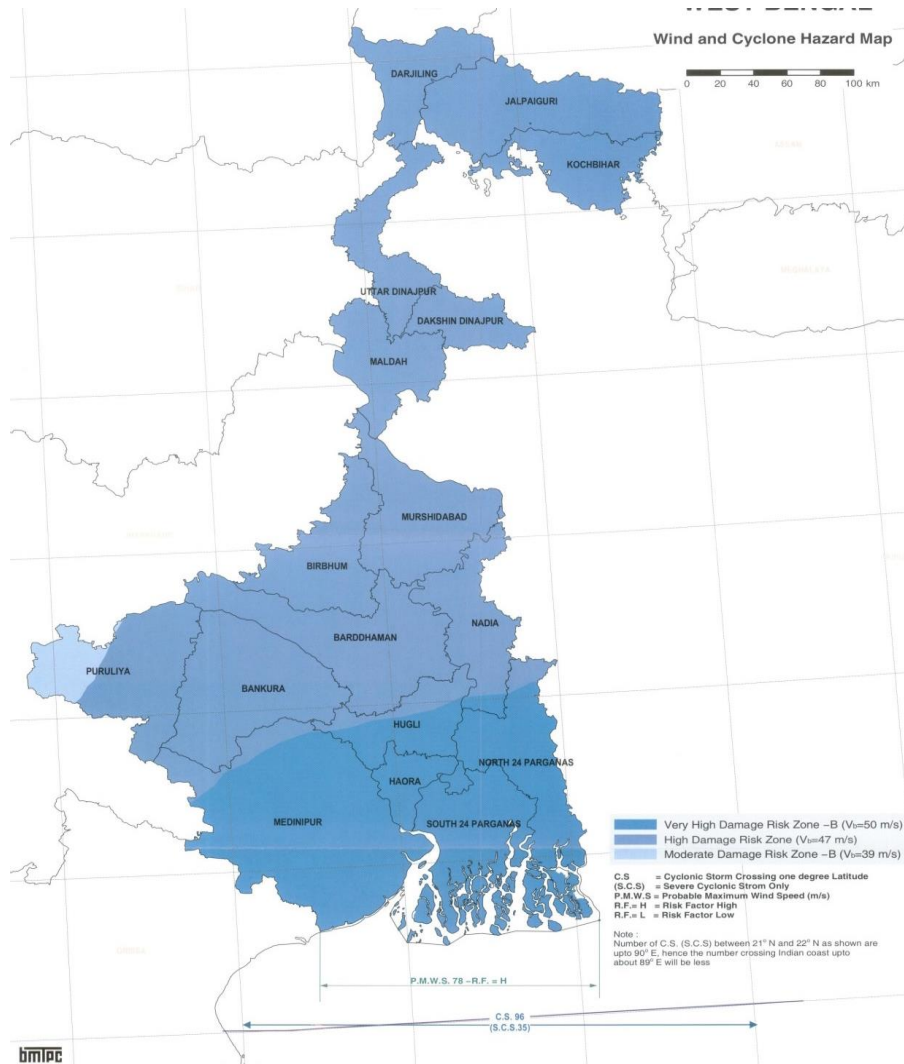 WEST BENGAL
Wind and Cyclone Hazard Map
0 20 40 60 80 100 km
DARJILING
JALPAIGURI
KOCHBIHAR
UTTAR DINAJPUR
DAKSHIN DINAJPUR
MALDAH
MURSHIDABAD
BIRBHUM
NADIA
BARDDHAMAN
PURULIYA
BANKURA
HUGLI
NORTH 24 PARGANAS
HAORA
MEDINIPUR
SOUTH 24 PARGANAS
Very High Damage Risk Zone –B (Vb=50 m/s)
High Damage Risk Zone (Vb=47 m/s)
Moderate Damage Risk Zone –B (Vb=39 m/s)
C.S = Cyclonic Storm Crossing one degree Latitude
(S.C.S) = Severe Cyclonic Strom Only
P.M.W.S = Probable Maximum Wind Speed (m/s)
R.F.= H = Risk Factor High
R.F.= L = Risk Factor Low
Note :
Number of C.S. (S.C.S) between 21° N and 22° N as shown are
upto 90° E, hence the number crossing Indian coast upto
about 89° E will be less
P.M.W.S. 78 –R.F. = H
C.S. 96
(S.C.S.35)
bmTpc